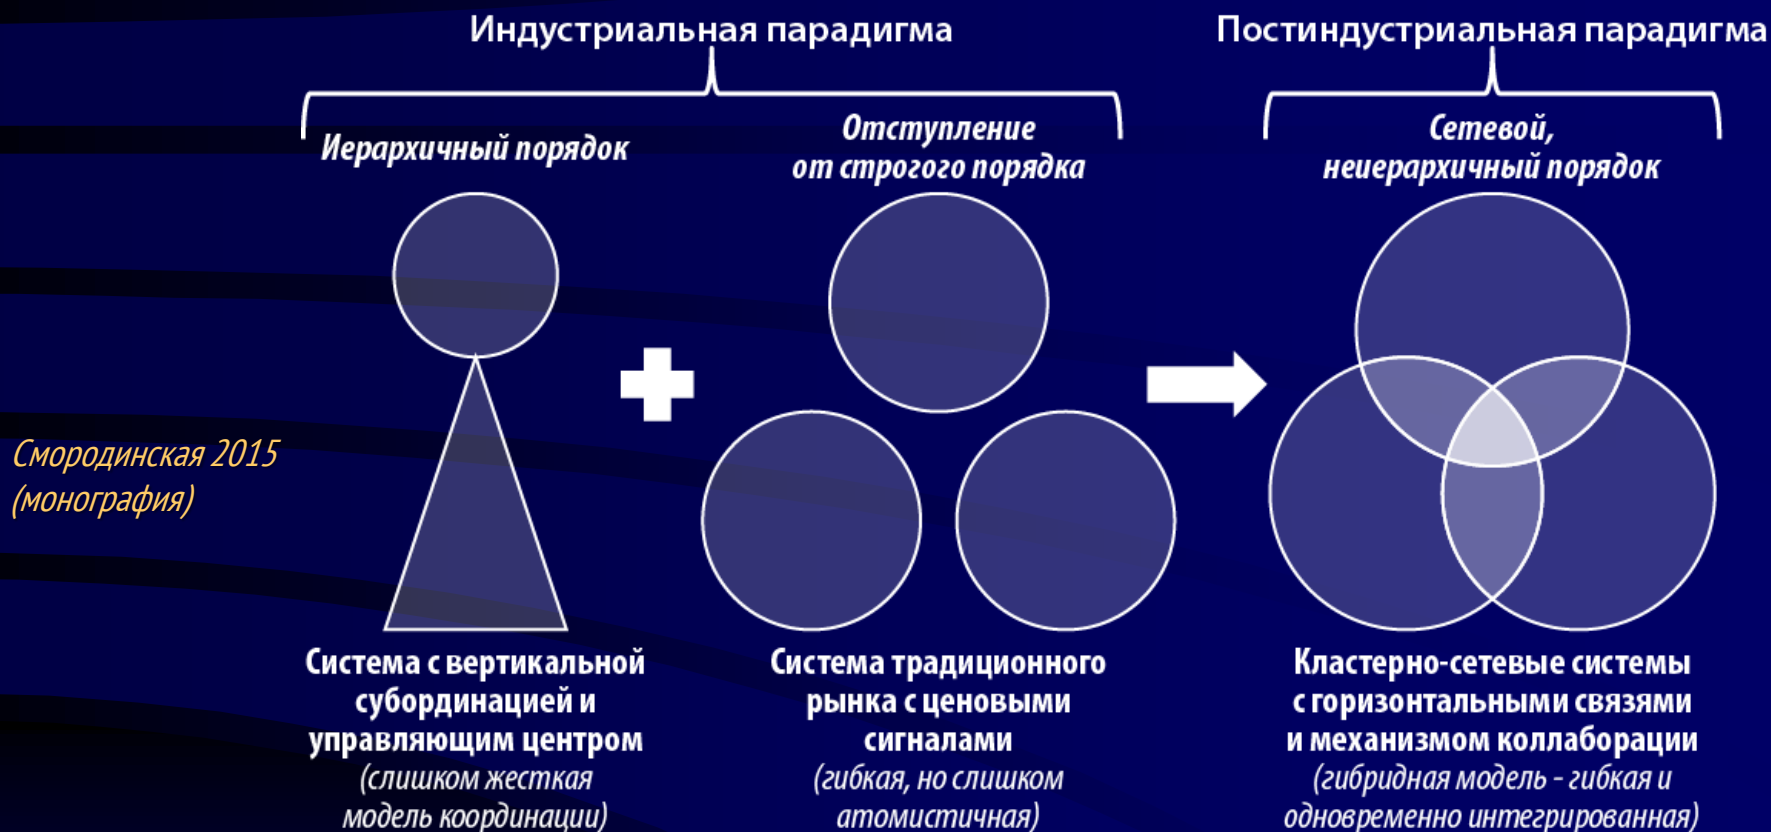 Индустриальная парадигма
Постиндустриальная парадигма
Иерархичный порядок
Отступление
от строгого порядка
Сетевой,
неиерархичный порядок
Смородинская 2015
(монография)
Система с вертикальной
субординацией и
управляющим центром
(слишком жесткая
модель координации)
Система традиционного
рынка с ценовыми
сигналами
(гибкая, но слишком
атомистичная)
Кластерно-сетевые системы
с горизонтальными связями
и механизмом коллаборации
(гибридная модель - гибкая и
одновременно интегрированная)